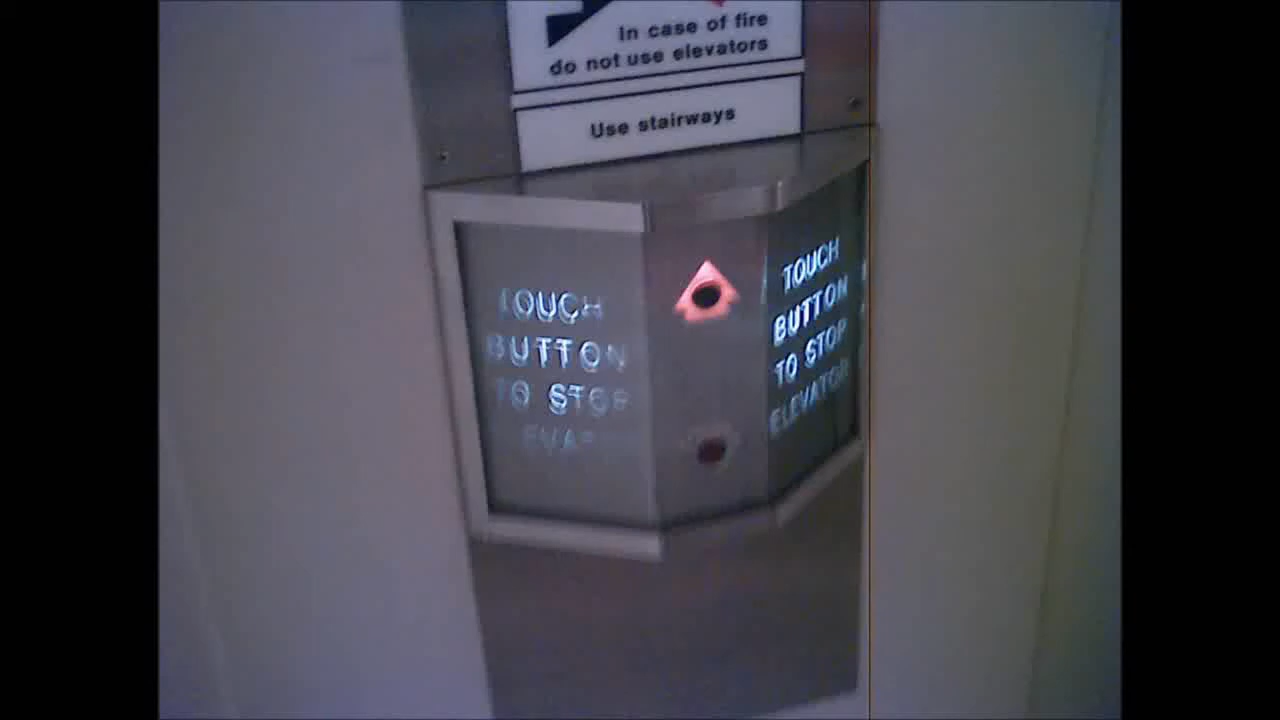 In case of fire
do not use elevators
Use stairways
TOUCH
BUTTON
TO STOP
TOUCH
BUTTON
TO STOP
ELEVATOR